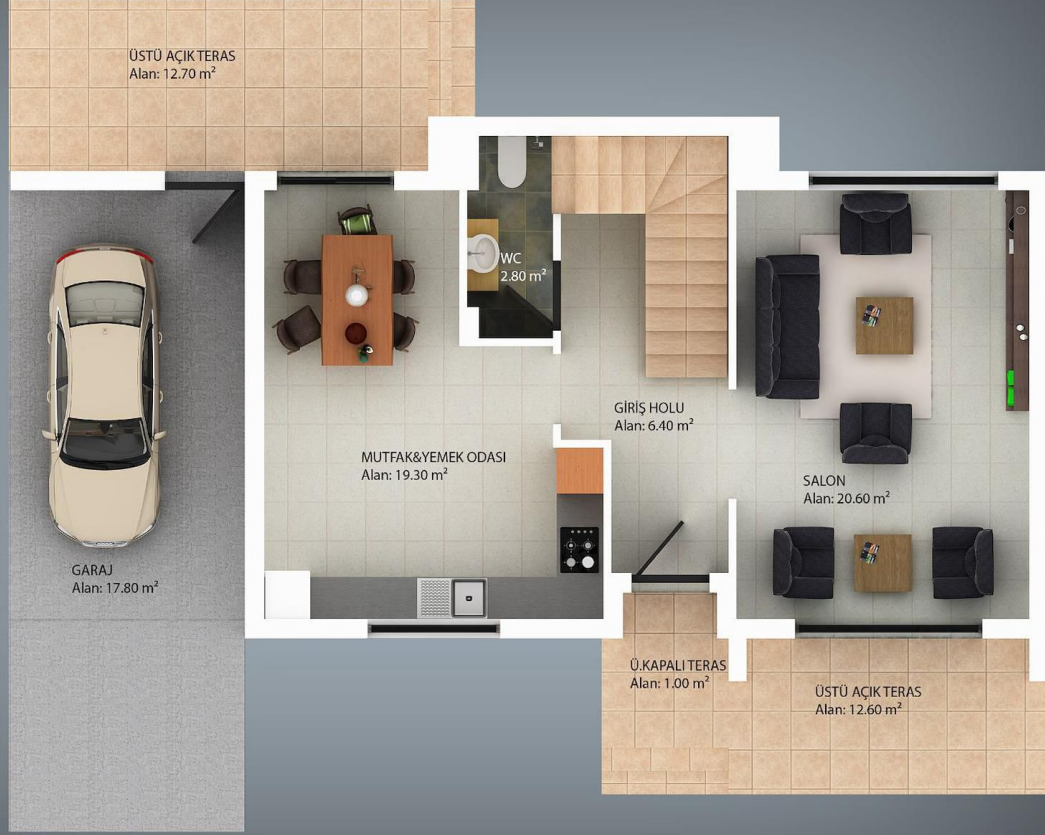 ÜSTÜ AÇIK TERAS
Alan: 12.70 m²
WC
2.80 m²
GİRİŞ HOLU
Alan: 6.40 m²
MUTFAK&YEMEK ODASI
Alan: 19.30 m²
SALON
Alan: 20.60 m²
GARAJ
Alan: 17.80 m²
Ü.KAPALI TERAS
Alan: 1.00 m²
ÜSTÜ AÇIK TERAS
Alan: 12.60 m²